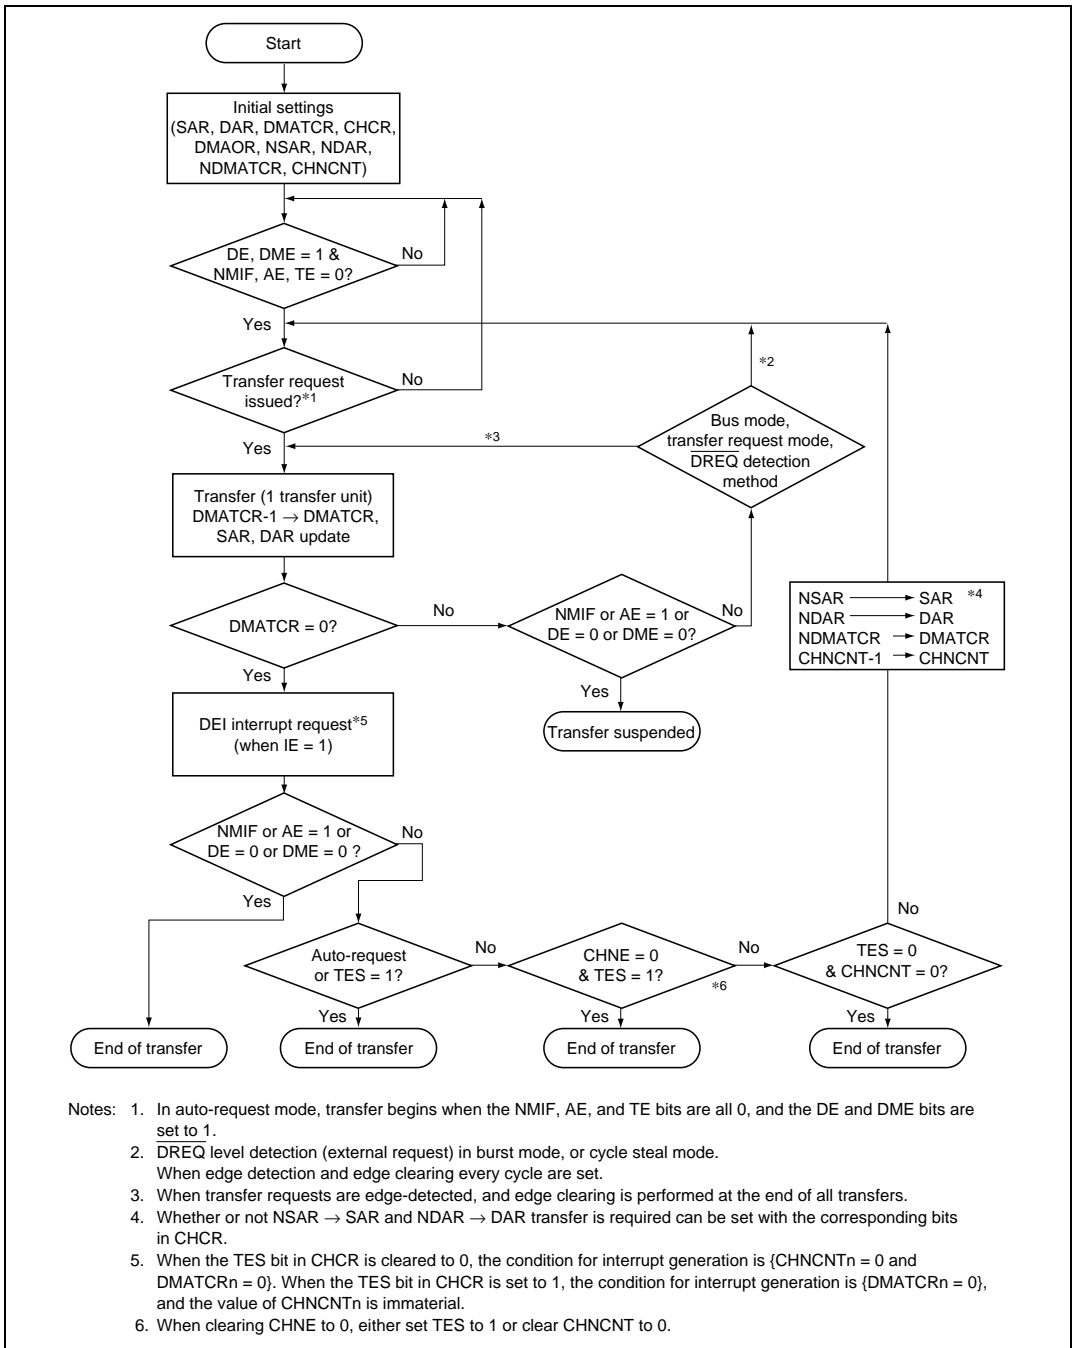 Start
Initial settings
(SAR, DAR, DMATCR, CHCR,
DMAOR, NSAR, NDAR,
NDMATCR, CHNCNT)
DE, DME = 1 &
NMIF, AE, TE = 0?
No
Yes
Transfer request
issued?*1
No
Yes
*2
Bus mode,
transfer request mode,
DREQ detection
method
*3
Transfer (1 transfer unit)
DMATCR-1 → DMATCR,
SAR, DAR update
DMATCR = 0?
No
Yes
NMIF or AE = 1 or
DE = 0 or DME = 0?
No
Yes
Transfer suspended
NSAR → SAR *4
NDAR → DAR
NDMATCR → DMATCR
CHNCNT-1 → CHNCNT
DEI interrupt request*5
(when IE = 1)
NMIF or AE = 1 or
DE = 0 or DME = 0 ?
No
Yes
Auto-request
or TES = 1?
No
Yes
CHNE = 0
& TES = 1?
No
*6
Yes
TES = 0
& CHNCNT = 0?
No
Yes
End of transfer
End of transfer
End of transfer
End of transfer
Notes: 1. In auto-request mode, transfer begins when the NMIF, AE, and TE bits are all 0, and the DE and DME bits are
set to 1.
2. DREQ level detection (external request) in burst mode, or cycle steal mode.
When edge detection and edge clearing every cycle are set.
3. When transfer requests are edge-detected, and edge clearing is performed at the end of all transfers.
4. Whether or not NSAR → SAR and NDAR → DAR transfer is required can be set with the corresponding bits
in CHCR.
5. When the TES bit in CHCR is cleared to 0, the condition for interrupt generation is {CHNCNTn = 0 and
DMATCRn = 0}. When the TES bit in CHCR is set to 1, the condition for interrupt generation is {DMATCRn = 0},
and the value of CHNCNTn is immaterial.
6. When clearing CHNE to 0, either set TES to 1 or clear CHNCNT to 0.